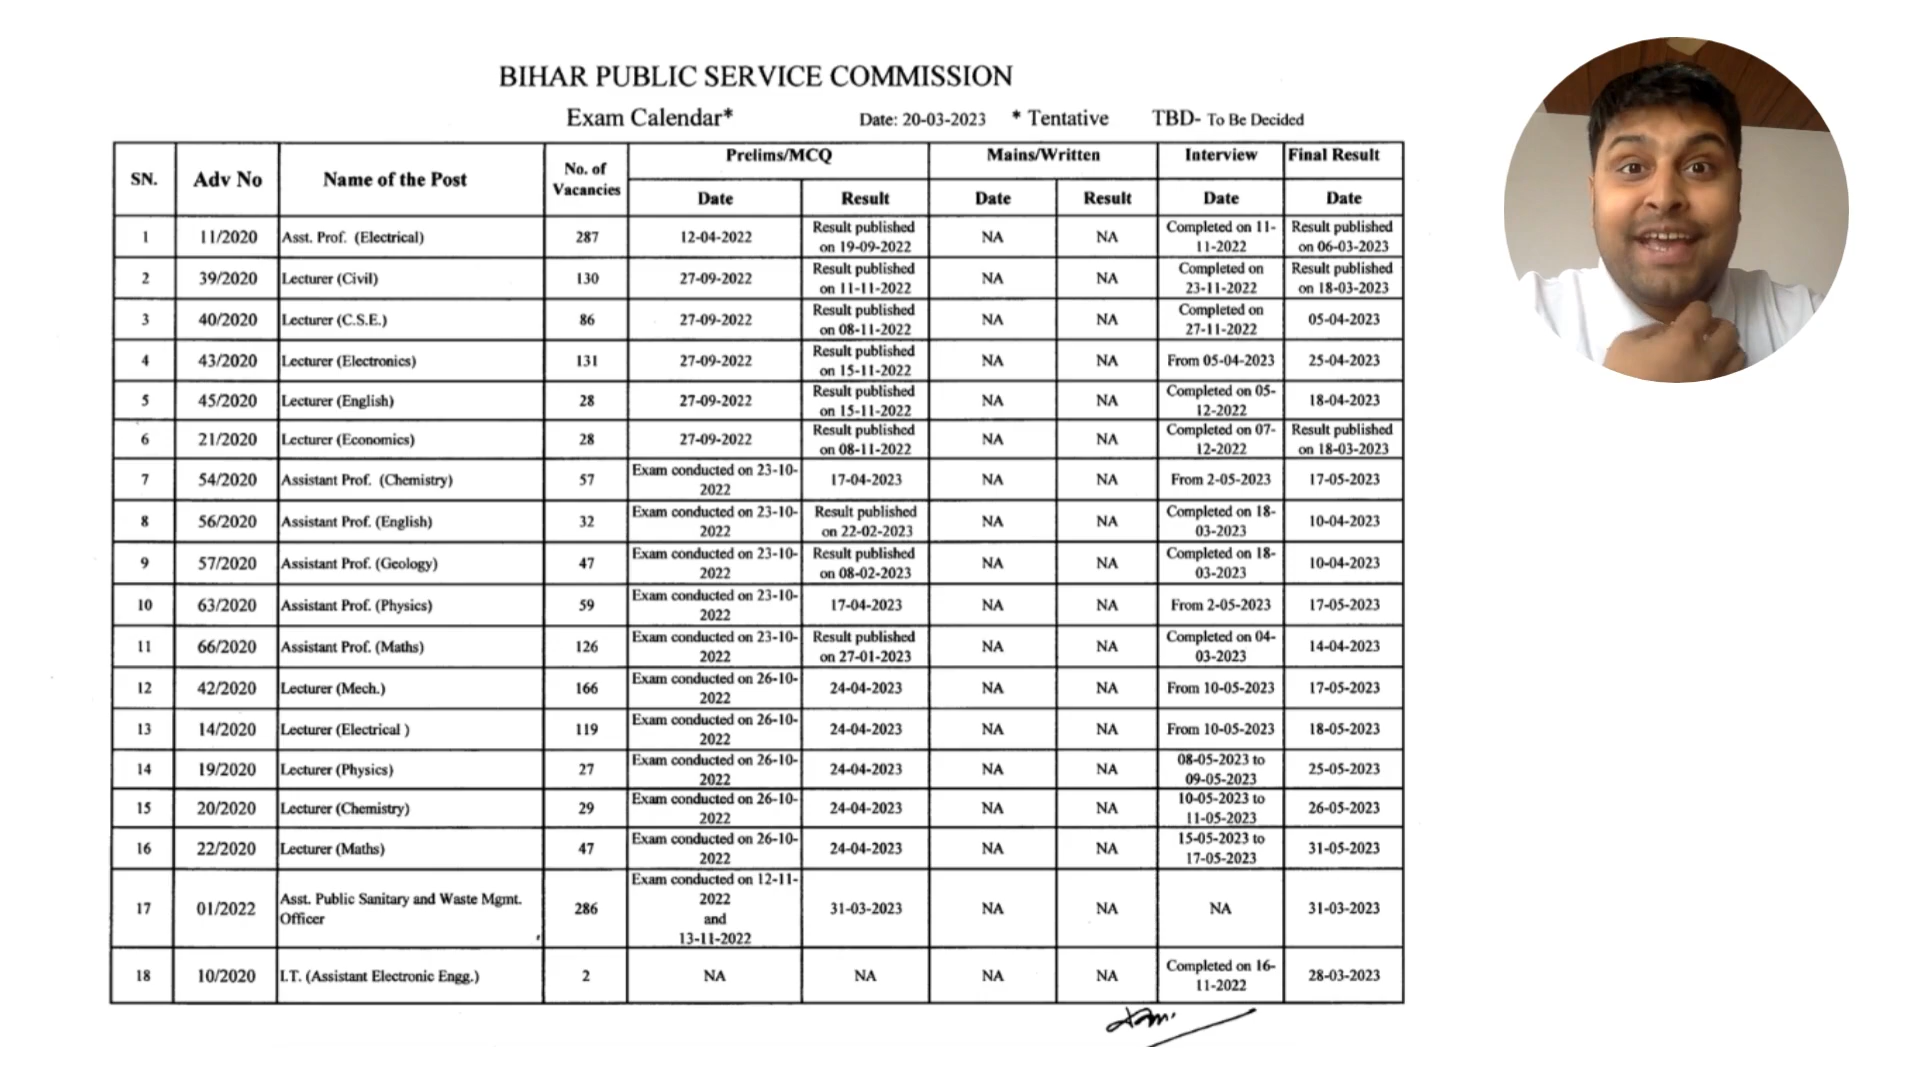 BIHAR PUBLIC SERVICE COMMISSION
Exam Calendar* Date: 20-03-2023 * Tentative TBD- To Be Decided
SN. Adv No Name of the Post No. of Vacancies Prelims/MCQ Mains/Written Interview Final Result
Date Result Date Result Date Date
1 11/2020 Asst. Prof. (Electrical) 287 12-04-2022 Result published on 19-09-2022 NA NA Completed on 11-11-2022 Result published on 06-03-2023
2 39/2020 Lecturer (Civil) 130 27-09-2022 Result published on 11-11-2022 NA NA Completed on 23-11-2022 Result published on 18-03-2023
3 40/2020 Lecturer (C.S.E.) 86 27-09-2022 Result published on 08-11-2022 NA NA Completed on 27-11-2022 05-04-2023
4 43/2020 Lecturer (Electronics) 131 27-09-2022 Result published on 15-11-2022 NA NA From 05-04-2023 25-04-2023
5 45/2020 Lecturer (English) 28 27-09-2022 Result published on 15-11-2022 NA NA Completed on 05-12-2022 18-04-2023
6 21/2020 Lecturer (Economics) 28 27-09-2022 Result published on 08-11-2022 NA NA Completed on 07-12-2022 Result published on 18-03-2023
7 54/2020 Assistant Prof. (Chemistry) 57 Exam conducted on 23-10-2022 17-04-2023 NA NA From 2-05-2023 17-05-2023
8 56/2020 Assistant Prof. (English) 32 Exam conducted on 23-10-2022 Result published on 22-02-2023 NA NA Completed on 18-03-2023 10-04-2023
9 57/2020 Assistant Prof. (Geology) 47 Exam conducted on 23-10-2022 Result published on 08-02-2023 NA NA Completed on 18-03-2023 10-04-2023
10 63/2020 Assistant Prof. (Physics) 59 Exam conducted on 23-10-2022 17-04-2023 NA NA From 2-05-2023 17-05-2023
11 66/2020 Assistant Prof. (Maths) 126 Exam conducted on 23-10-2022 Result published on 27-01-2023 NA NA Completed on 04-03-2023 14-04-2023
12 42/2020 Lecturer (Mech.) 166 Exam conducted on 26-10-2022 24-04-2023 NA NA From 10-05-2023 17-05-2023
13 14/2020 Lecturer (Electrical ) 119 Exam conducted on 26-10-2022 24-04-2023 NA NA From 10-05-2023 18-05-2023
14 19/2020 Lecturer (Physics) 27 Exam conducted on 26-10-2022 24-04-2023 NA NA 08-05-2023 to 09-05-2023 25-05-2023
15 20/2020 Lecturer (Chemistry) 29 Exam conducted on 26-10-2022 24-04-2023 NA NA 10-05-2023 to 11-05-2023 26-05-2023
16 22/2020 Lecturer (Maths) 47 Exam conducted on 26-10-2022 24-04-2023 NA NA 15-05-2023 to 17-05-2023 31-05-2023
17 01/2022 Asst. Public Sanitary and Waste Mgmt. Officer 286 Exam conducted on 12-11-2022 and 13-11-2022 31-03-2023 NA NA NA 31-03-2023
18 10/2020 I.T. (Assistant Electronic Engg.) 2 NA NA NA NA Completed on 16-11-2022 28-03-2023